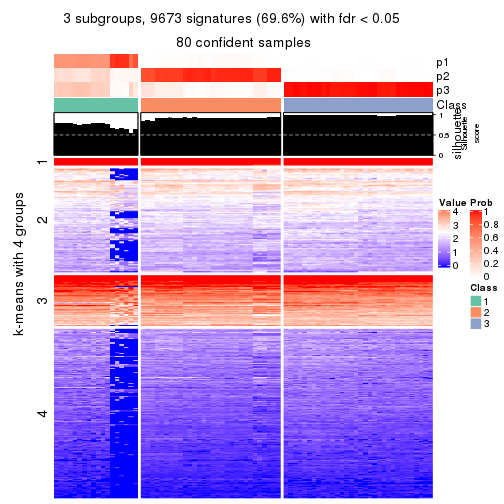 3 subgroups, 9673 signatures (69.6%) with fdr < 0.05
80 confident samples
p1
p2
p3
Class
1
0.5
0
silhouette
Silhouette
score
k-means with 4 groups
1
2
3
4
Value
4
3
2
1
0
Prob
1
0.8
0.6
0.4
0.2
0
Class
1
2
3